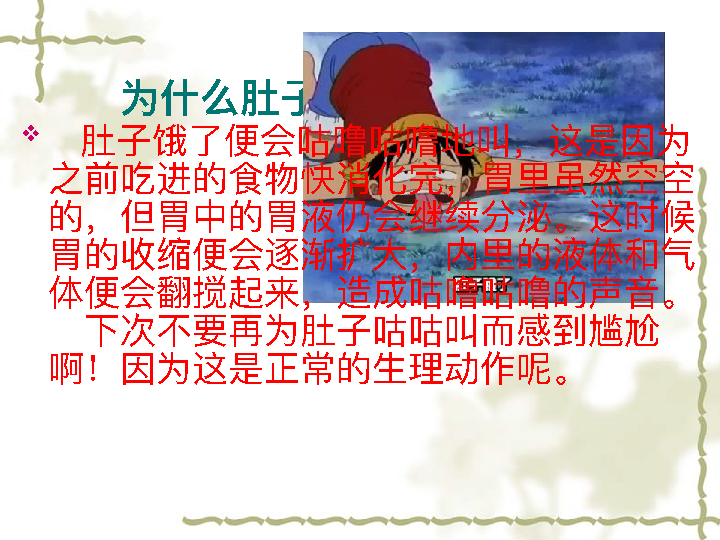 为什么肚子
肚子饿了便会咕噜咕噜地叫，这是因为
之前吃进的食物快消化完，胃里虽然空空
的，但胃中的胃液仍会继续分泌。这时候
胃的收缩便会逐渐扩大，内里的液体和气
体便会翻搅起来，造成咕噜咕噜的声音。
下次不要再为肚子咕咕叫而感到尴尬
啊！因为这是正常的生理动作呢。